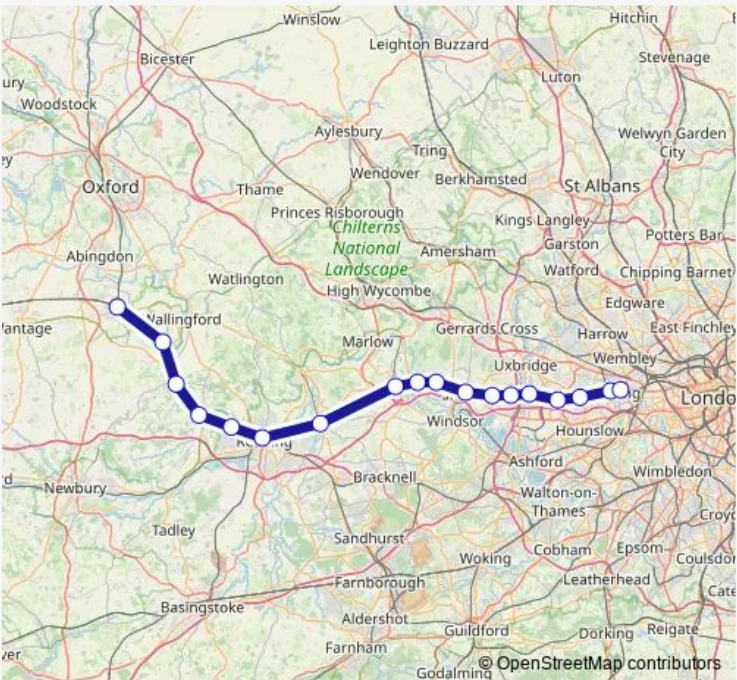 Winslow
Hitchin
Leighton Buzzard
Bicester
Stevenage
Luton
Woodstock
Aylesbury
Welwyn Garden
City
Tring
Wendover
Berkhamsted
St Albans
Oxford
Thame
Princes Risborough
Kings Langley
Chilterns
National
Landscape
Garston
Potters Bar
Abingdon
Amersham
Watford
Chipping Barnet
Watlington
High Wycombe
Edgware
Wallingford
Gerrards Cross
Harrow
East Finchley
Marlow
Wembley
Uxbridge
Windsor
Hounslow
Ashford
Wimbledon
Bracknell
Newbury
Walton-on-
Thames
Tadley
Sandhurst
Cobham
Epsom
Woking
Leatherhead
Farnborough
Basingstoke
Aldershot
Guildford
Dorking
Reigate
Farnham
Godalming
© OpenStreetMap contributors